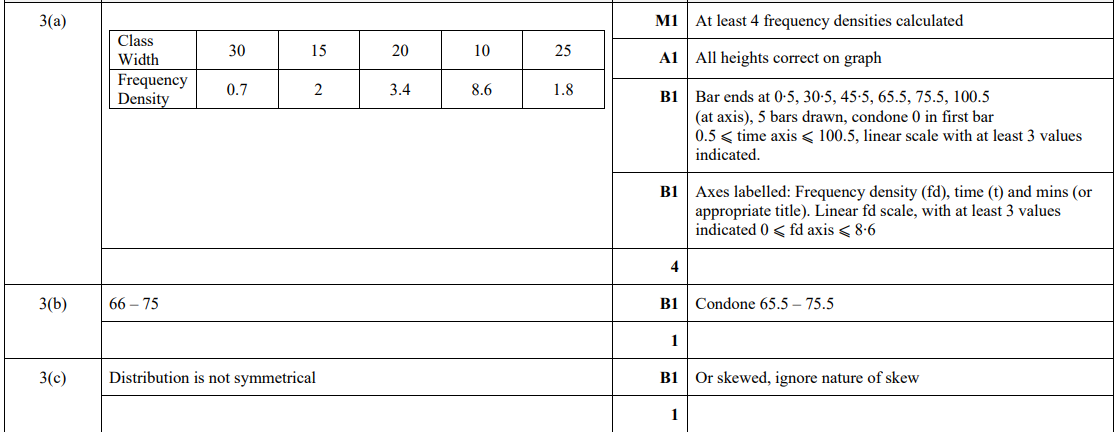 3(a)
Class Width 30 15 20 10 25
Frequency Density 0.7 2 3.4 8.6 1.8
M1 At least 4 frequency densities calculated
A1 All heights correct on graph
B1 Bar ends at 0·5, 30·5, 45·5, 65.5, 75.5, 100.5
(at axis), 5 bars drawn, condone 0 in first bar
0.5 ⩽ time axis ⩽ 100.5, linear scale with at least 3 values
indicated.
B1 Axes labelled: Frequency density (fd), time (t) and mins (or
appropriate title). Linear fd scale, with at least 3 values
indicated 0 ⩽ fd axis ⩽ 8·6
4
3(b) 66 – 75 B1 Condone 65.5 – 75.5
1
3(c) Distribution is not symmetrical B1 Or skewed, ignore nature of skew
1